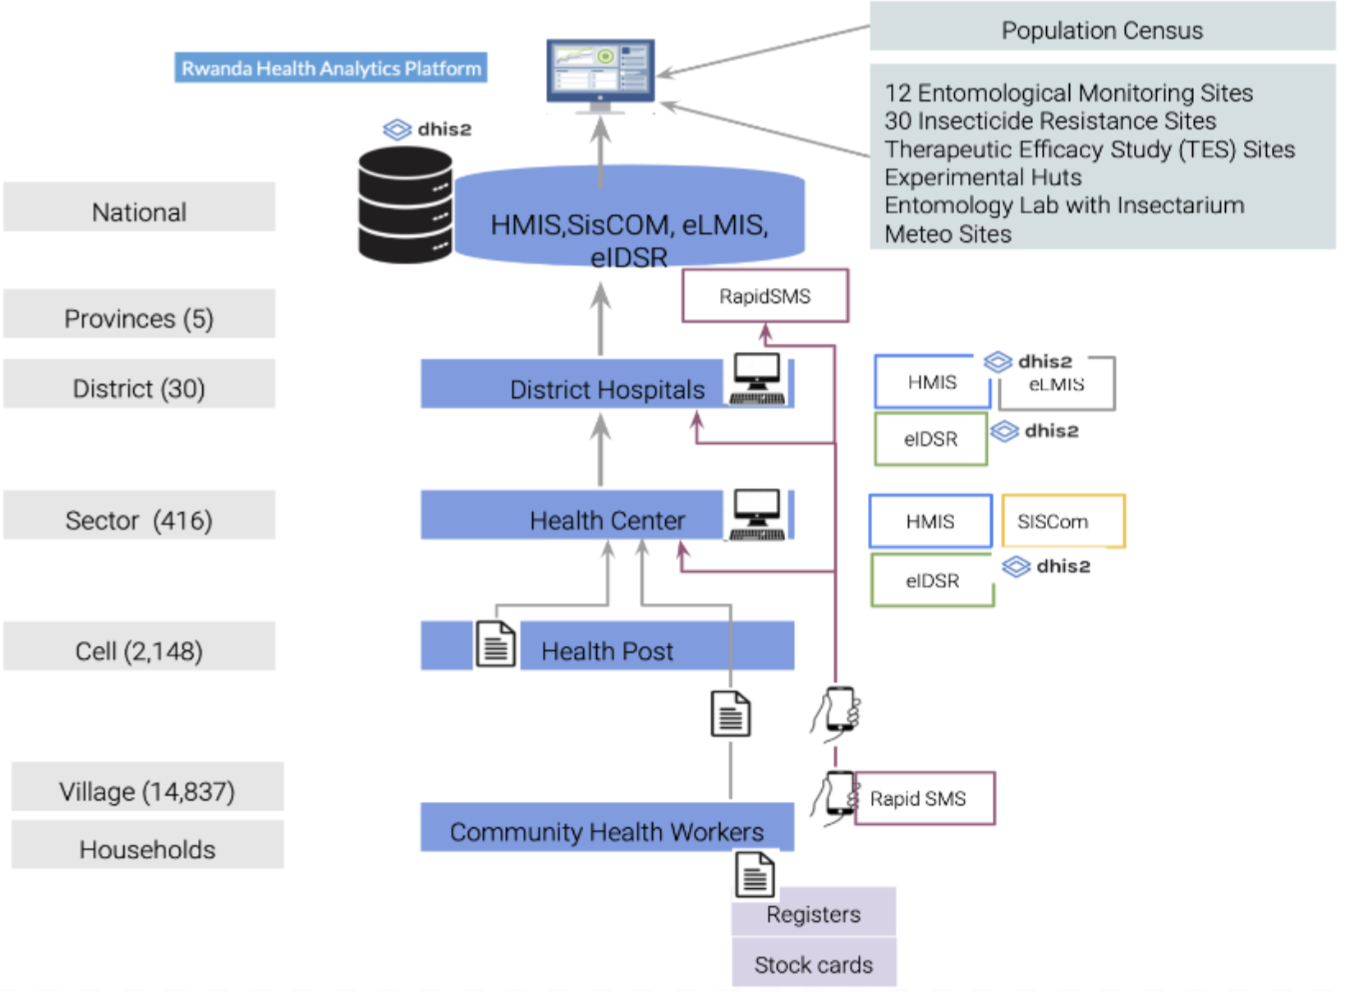 Population Census
Rwanda Health Analytics Platform
12 Entomological Monitoring Sites
30 Insecticide Resistance Sites
Therapeutic Efficacy Study (TES) Sites
Experimental Huts
Entomology Lab with Insectarium
Meteo Sites
dhis2
National
HMIS,SisCOM, eLMIS,
eIDSR
Provinces (5)
RapidSMS
District (30)
District Hospitals
HMIS
dhis2
eLMIS
eIDSR
dhis2
Sector (416)
Health Center
HMIS
SISCom
eIDSR
dhis2
Cell (2,148)
Health Post
Village (14,837)
Rapid SMS
Households
Community Health Workers
Registers
Stock cards